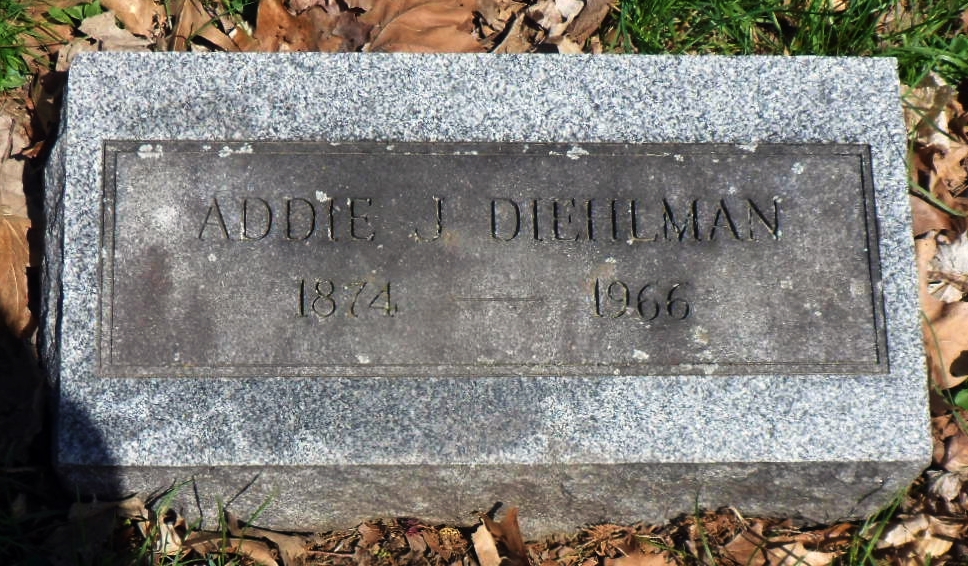 ADDIE J. DIEHLMAN
1874 — 1966